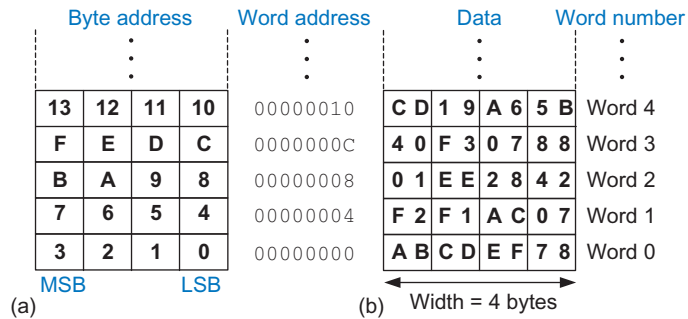 Byte address Word address Data Word number
13 12 11 10 00000010 C D 1 9 A 6 5 B Word 4
F E D C 0000000C 4 0 F 3 0 7 8 8 Word 3
B A 9 8 00000008 0 1 E E 2 8 4 2 Word 2
7 6 5 4 00000004 F 2 F 1 A C 0 7 Word 1
3 2 1 0 00000000 A B C D E F 7 8 Word 0
MSB LSB
(a) (b) Width = 4 bytes